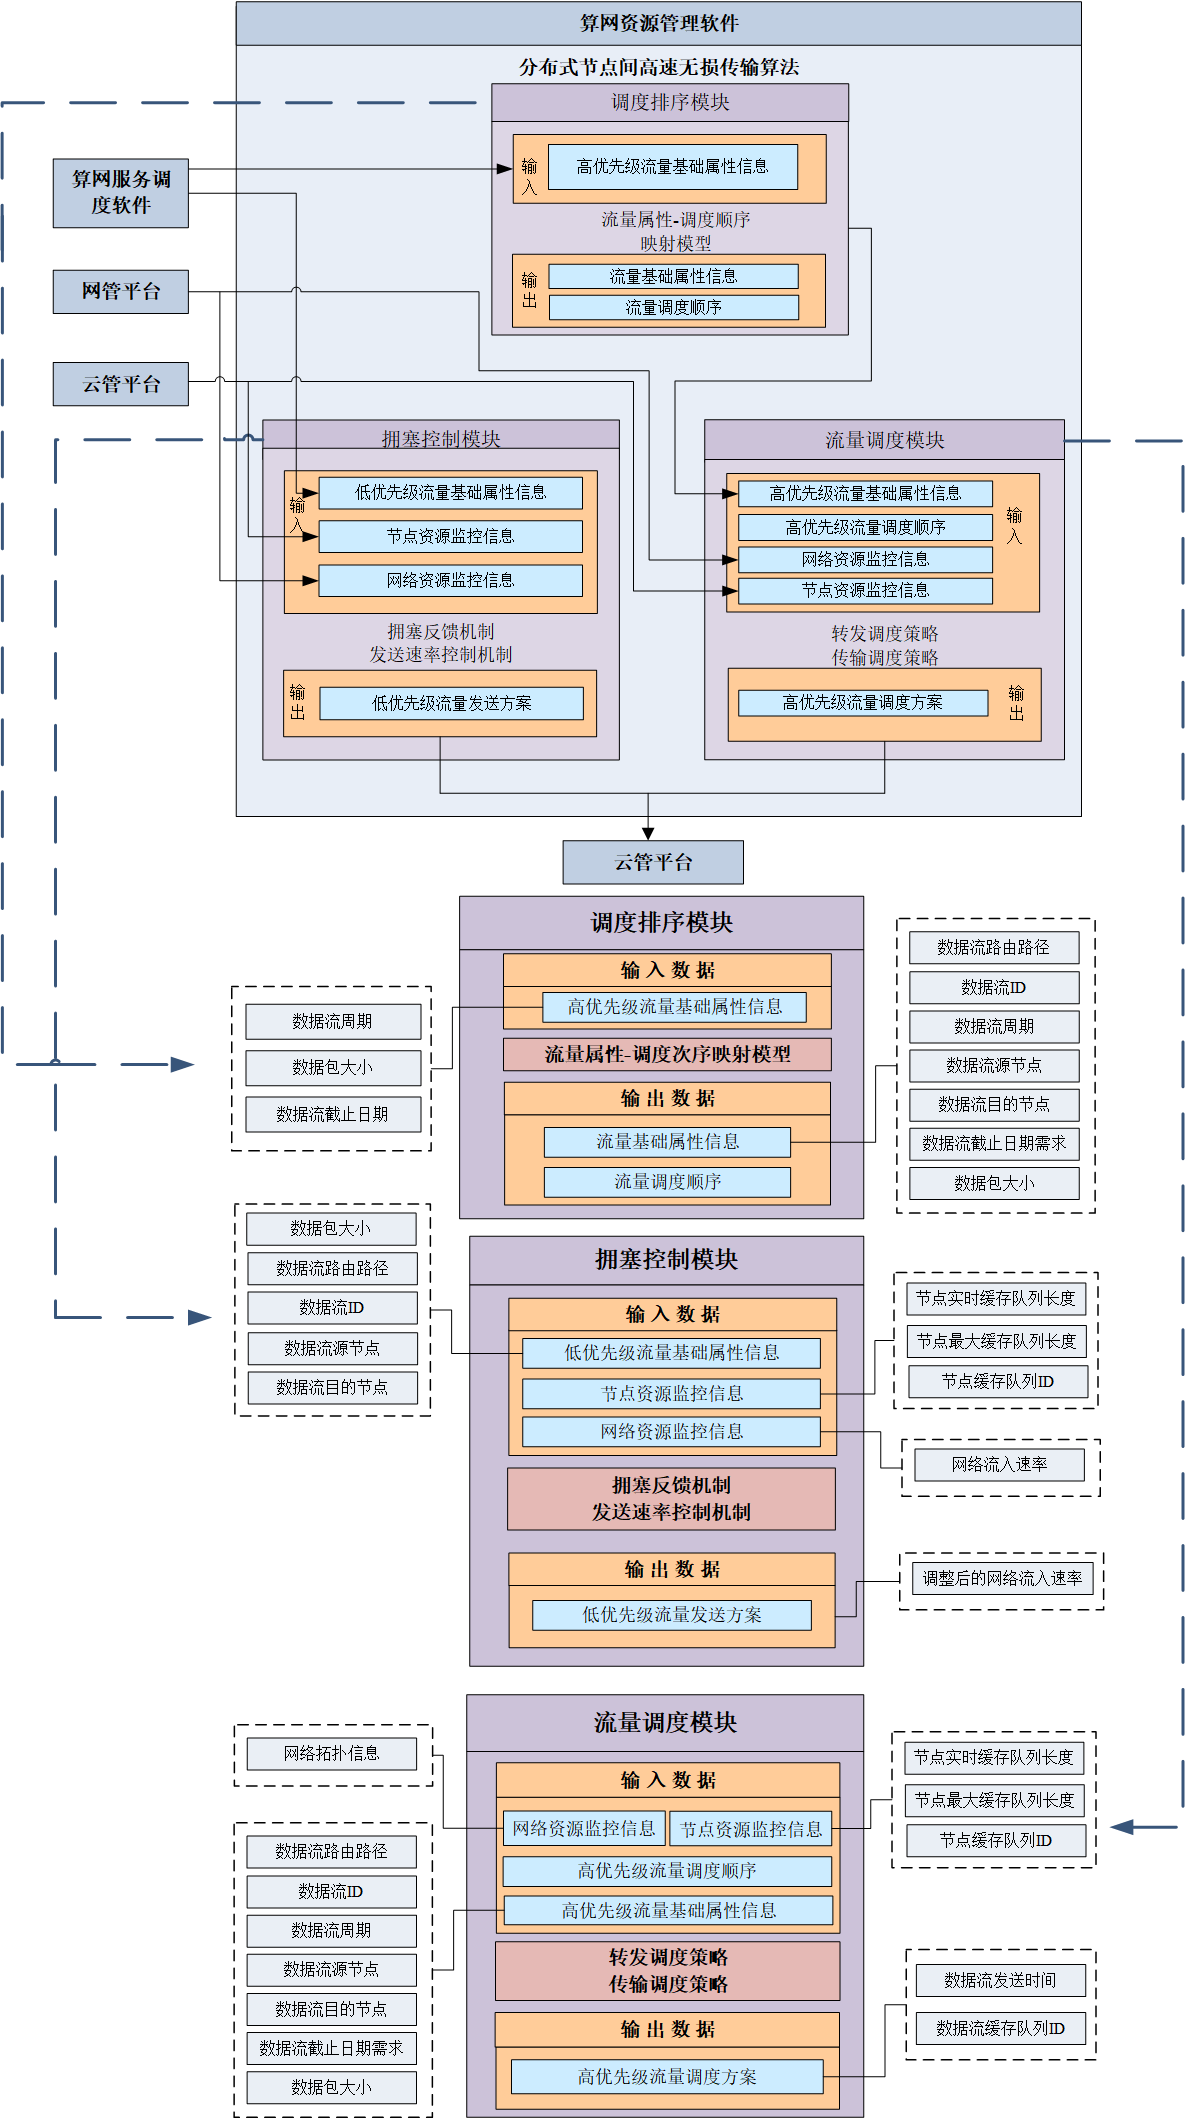 算网资源管理软件
分布式节点间高速无损传输算法
调度排序模块
输
入
高优先级流量基础属性信息
流量属性-调度顺序
映射模型
输
出
流量基础属性信息
流量调度顺序
算网服务调
度软件
网管平台
云管平台
拥塞控制模块
输
入
低优先级流量基础属性信息
节点资源监控信息
网络资源监控信息
拥塞反馈机制
发送速率控制机制
输
出
低优先级流量发送方案
流量调度模块
高优先级流量基础属性信息
高优先级流量调度顺序
网络资源监控信息
节点资源监控信息
输
入
转发调度策略
传输调度策略
高优先级流量调度方案
输
出
云管平台
调度排序模块
输 入 数 据
高优先级流量基础属性信息
流量属性-调度次序映射模型
输 出 数 据
流量基础属性信息
流量调度顺序
数据流周期
数据包大小
数据流截止日期
数据流路由路径
数据流ID
数据流周期
数据流源节点
数据流目的节点
数据流截止日期需求
数据包大小
拥塞控制模块
输 入 数 据
低优先级流量基础属性信息
节点资源监控信息
网络资源监控信息
拥塞反馈机制
发送速率控制机制
输 出 数 据
低优先级流量发送方案
数据包大小
数据流路由路径
数据流ID
数据流源节点
数据流目的节点
节点实时缓存队列长度
节点最大缓存队列长度
节点缓存队列ID
网络流入速率
调整后的网络流入速率
流量调度模块
输 入 数 据
网络资源监控信息
节点资源监控信息
高优先级流量调度顺序
高优先级流量基础属性信息
转发调度策略
传输调度策略
输 出 数 据
高优先级流量调度方案
网络拓扑信息
数据流路由路径
数据流ID
数据流周期
数据流源节点
数据流目的节点
数据流截止日期需求
数据包大小
节点实时缓存队列长度
节点最大缓存队列长度
节点缓存队列ID
数据流发送时间
数据流缓存队列ID